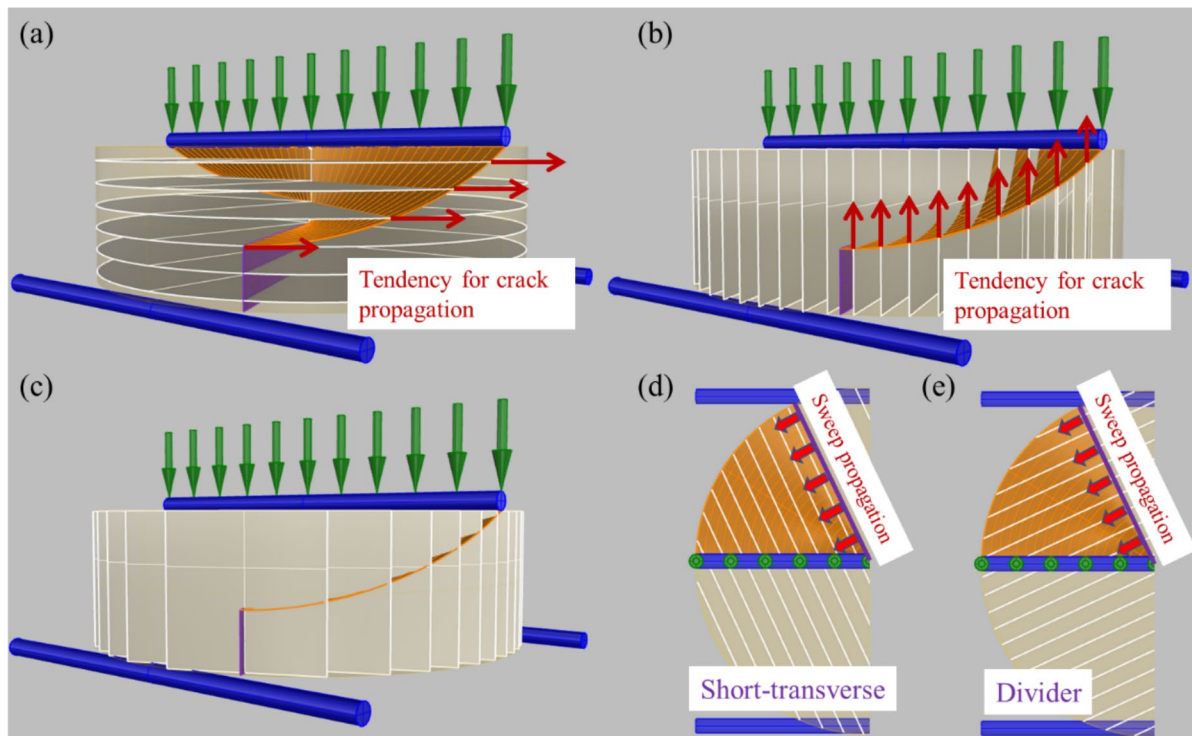 (a)
Tendency for crack
propagation
(b)
Tendency for crack
propagation
(c)
(d)
Sweep propagation
Short-transverse
(e)
Sweep propagation
Divider